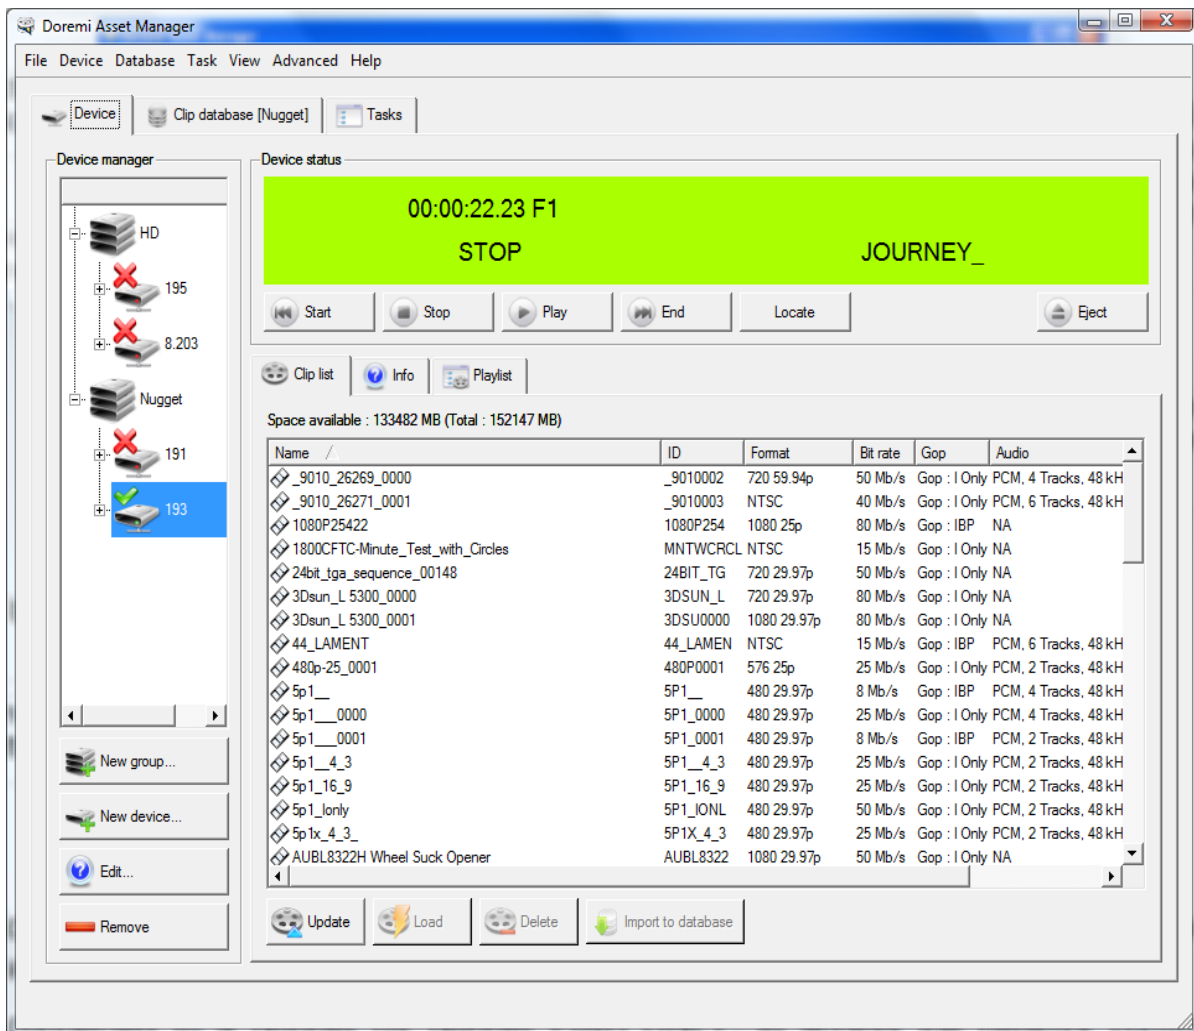 Doremi Asset Manager
File Device Database Task View Advanced Help
Device Clip database [Nugget] Tasks
Device manager
HD
195
8.203
Nugget
191
193
New group...
New device...
Edit...
Remove
Device status
00:00:22.23 F1
STOP JOURNEY_
Start Stop Play End Locate Eject
Clip list Info Playlist
Space available : 133482 MB (Total : 152147 MB)
Name ID Format Bit rate Gop Audio
_9010_26269_0000 _9010002 720 59.94p 50 Mb/s Gop : I Only PCM, 4 Tracks, 48 kH
_9010_26271_0001 _9010003 NTSC 40 Mb/s Gop : I Only PCM, 6 Tracks, 48 kH
1080P25422 1080P254 1080 25p 80 Mb/s Gop : IBP NA
1800CFTC-Minute_Test_with_Circles MNTWCRCL NTSC 15 Mb/s Gop : I Only NA
24bit_tga_sequence_00148 24BIT_TG 720 29.97p 50 Mb/s Gop : I Only NA
3Dsun_L 5300_0000 3DSUN_L 720 29.97p 80 Mb/s Gop : I Only NA
3Dsun_L 5300_0001 3DSU0000 1080 29.97p 80 Mb/s Gop : I Only NA
44_LAMENT 44_LAMEN NTSC 15 Mb/s Gop : IBP PCM, 6 Tracks, 48 kH
480p-25_0001 480P0001 576 25p 25 Mb/s Gop : I Only PCM, 2 Tracks, 48 kH
5p1__ 5P1__ 480 29.97p 8 Mb/s Gop : IBP PCM, 4 Tracks, 48 kH
5p1___0000 5P1_0000 480 29.97p 25 Mb/s Gop : I Only PCM, 4 Tracks, 48 kH
5p1___0001 5P1_0001 480 29.97p 8 Mb/s Gop : IBP PCM, 2 Tracks, 48 kH
5p1__4_3 5P1__4_3 480 29.97p 25 Mb/s Gop : I Only PCM, 2 Tracks, 48 kH
5p1_16_9 5P1_16_9 480 29.97p 25 Mb/s Gop : I Only PCM, 2 Tracks, 48 kH
5p1_Ionly 5P1_IONL 480 29.97p 50 Mb/s Gop : I Only PCM, 2 Tracks, 48 kH
5p1x_4_3_ 5P1X_4_3 480 29.97p 25 Mb/s Gop : I Only PCM, 2 Tracks, 48 kH
AUBL8322H Wheel Suck Opener AUBL8322 1080 29.97p 50 Mb/s Gop : I Only NA
Update Load Delete Import to database